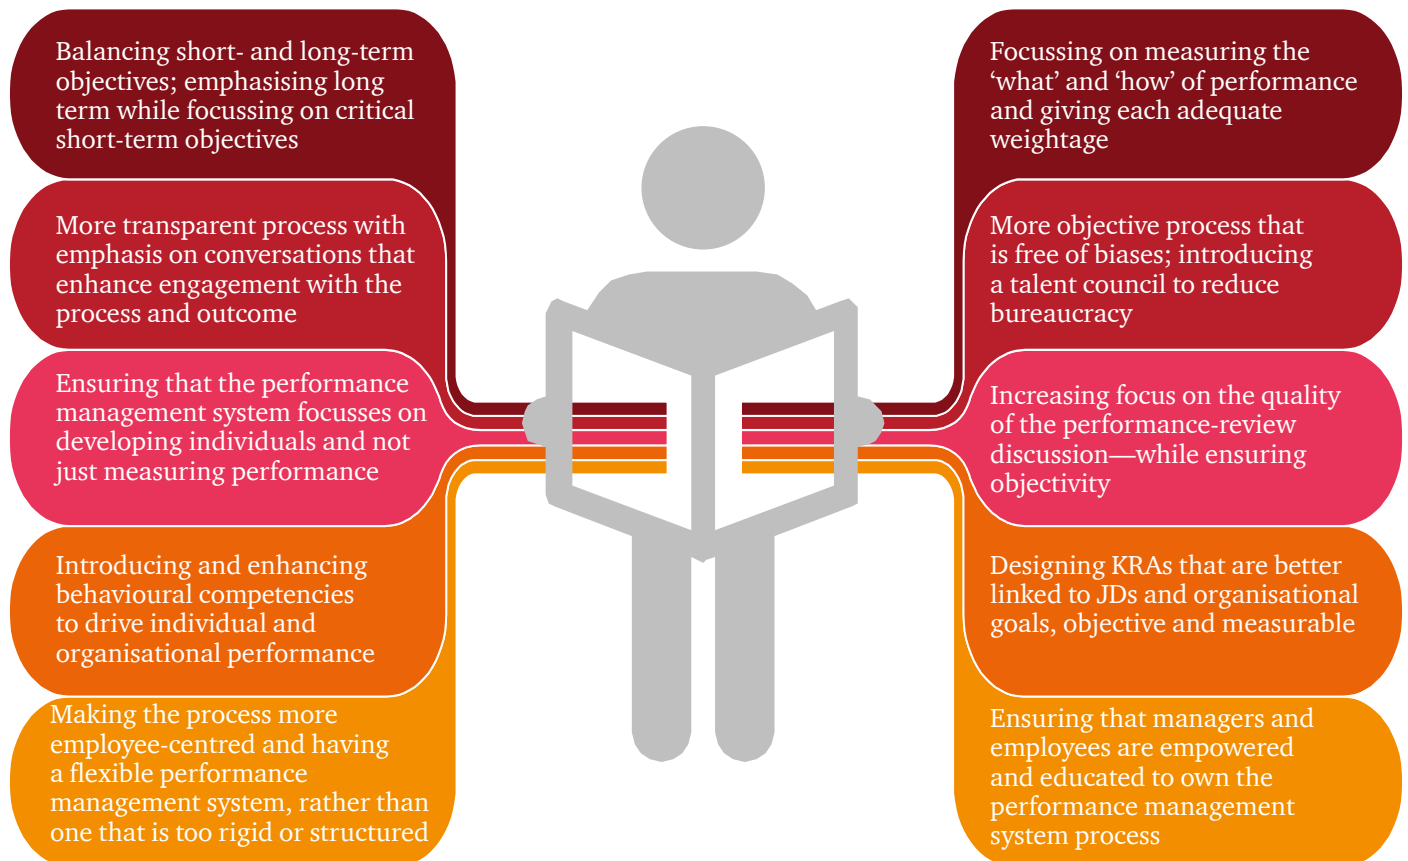 Balancing short- and long-term
objectives; emphasising long
term while focussing on critical
short-term objectives
More transparent process with
emphasis on conversations that
enhance engagement with the
process and outcome
Ensuring that the performance
management system focusses on
developing individuals and not
just measuring performance
Introducing and enhancing
behavioural competencies
to drive individual and
organisational performance
Making the process more
employee-centred and having
a flexible performance
management system, rather than
one that is too rigid or structured
Focussing on measuring the
‘what’ and ‘how’ of performance
and giving each adequate
weightage
More objective process that
is free of biases; introducing
a talent council to reduce
bureaucracy
Increasing focus on the quality
of the performance-review
discussion—while ensuring
objectivity
Designing KRAs that are better
linked to JDs and organisational
goals, objective and measurable
Ensuring that managers and
employees are empowered
and educated to own the
performance management
system process